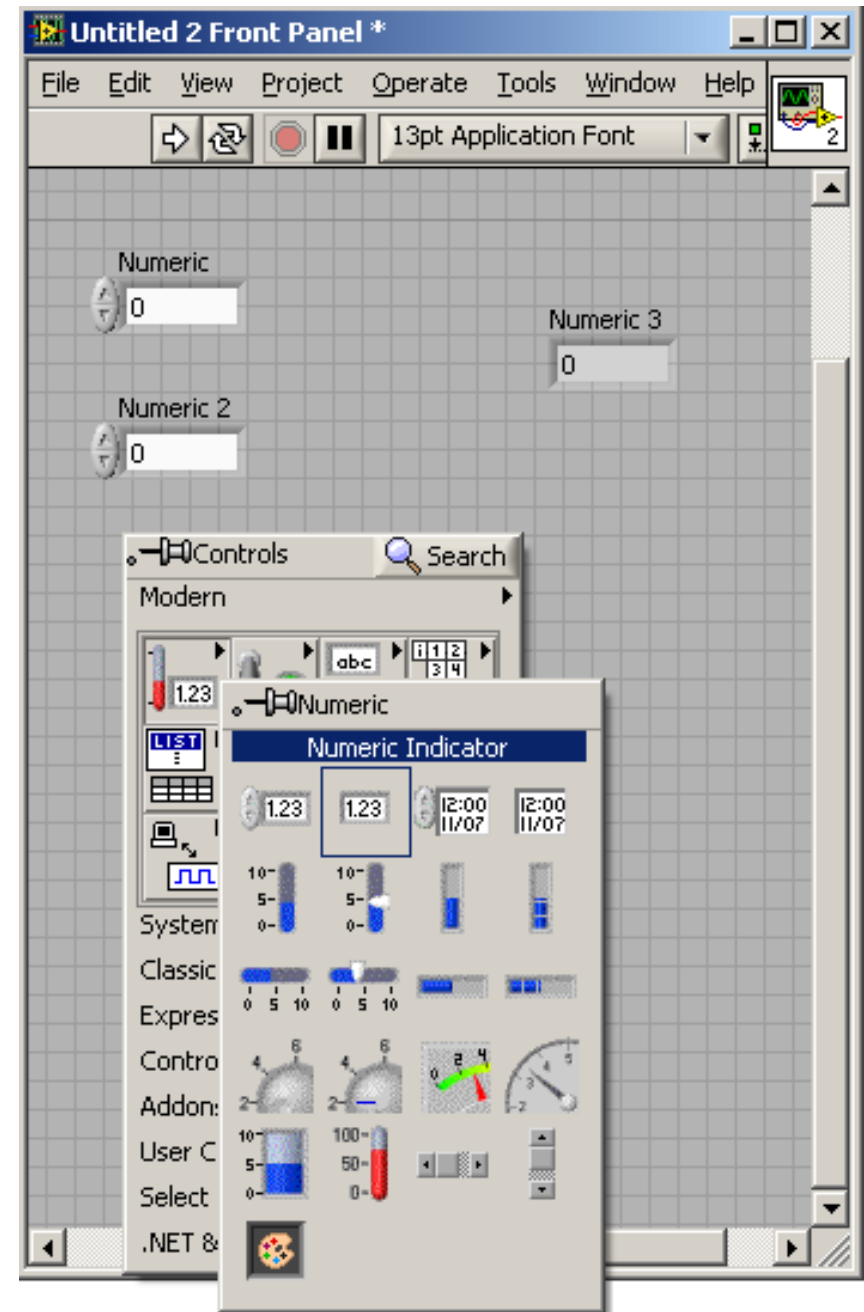 Untitled 2 Front Panel *
File Edit View Project Operate Tools Window Help
13pt Application Font
2
Numeric
0
Numeric 3
0
Numeric 2
0
Controls Search
Modern
1.23 abc i 1 2
3 4
Numeric
LIST
Numeric Indicator
1.23 1.23 12:00 12:00
11/07 11/07
10 10
5 5
0 0
System
Classic
0 5 10 0 5 10
Expres
Contro
4 6 4 6 0 2 4 3 4 5
2 2 2
Addons
User C
10 100
5 50
0 0
Select
.NET &